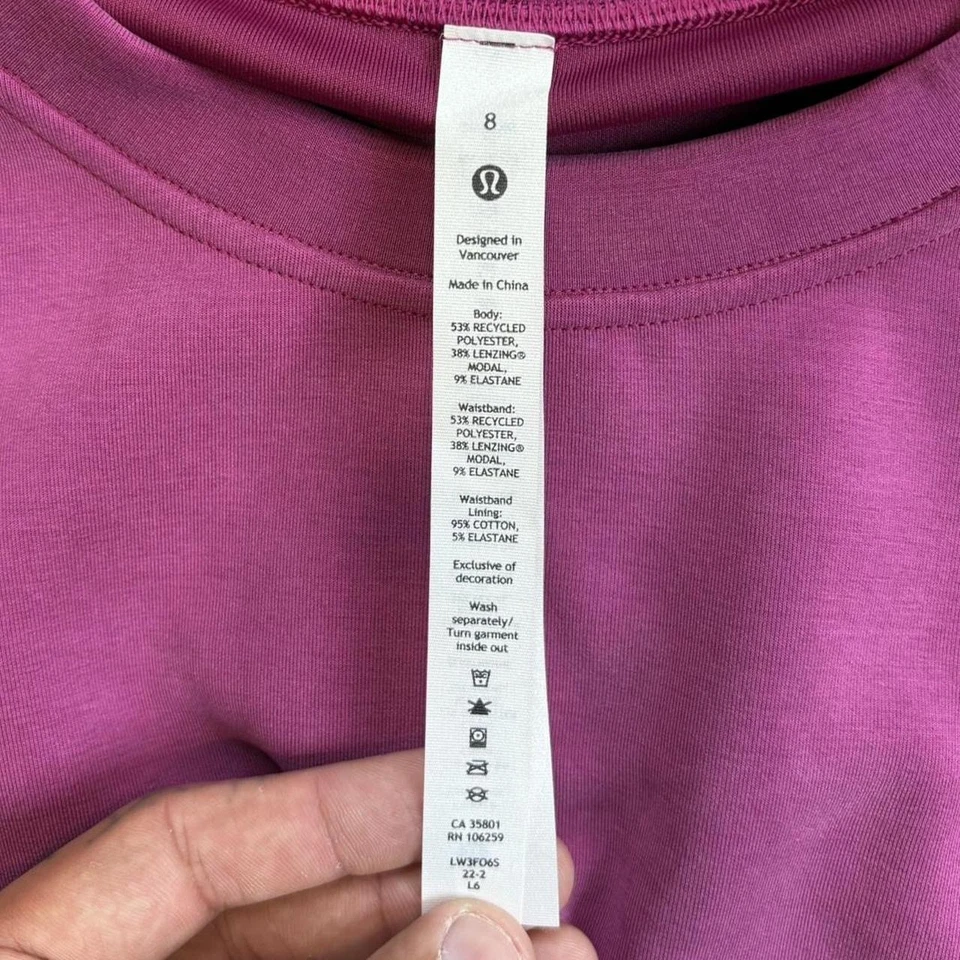 8
Designed in
Vancouver
Made in China
Body:
53% RECYCLED
POLYESTER,
38% LENZING®
MODAL,
9% ELASTANE
Waistband:
53% RECYCLED
POLYESTER,
38% LENZING®
MODAL,
9% ELASTANE
Waistband
Lining:
95% COTTON,
5% ELASTANE
Exclusive of
decoration
Wash
separately/
Turn garment
inside out
CA 35801
RN 106259
LW3FO6S
22-2
L6